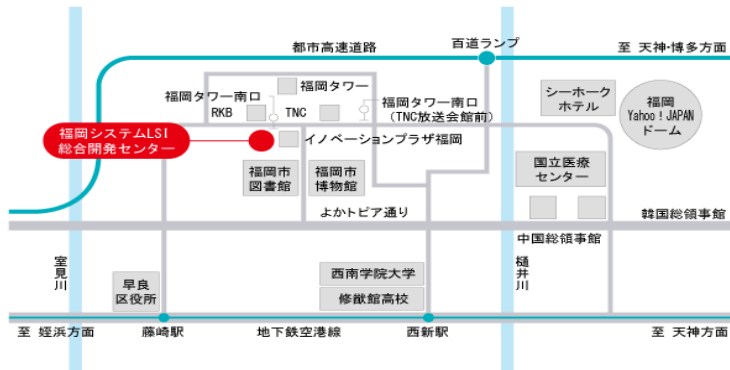 都市高速道路
百道ランプ
至 天神・博多方面
福岡タワー
福岡タワー南口
RKB
TNC
福岡タワー南口
（TNC放送会館前）
シーホーク
ホテル
福岡
Yahoo！JAPAN
ドーム
福岡システムLSI
総合開発センター
イノベーションプラザ福岡
福岡市
図書館
福岡市
博物館
国立医療
センター
よかトピア通り
韓国総領事館
中国総領事館
室見川
樋井川
早良
区役所
西南学院大学
修猷館高校
至 姪浜方面
藤崎駅
地下鉄空港線
西新駅
至 天神方面